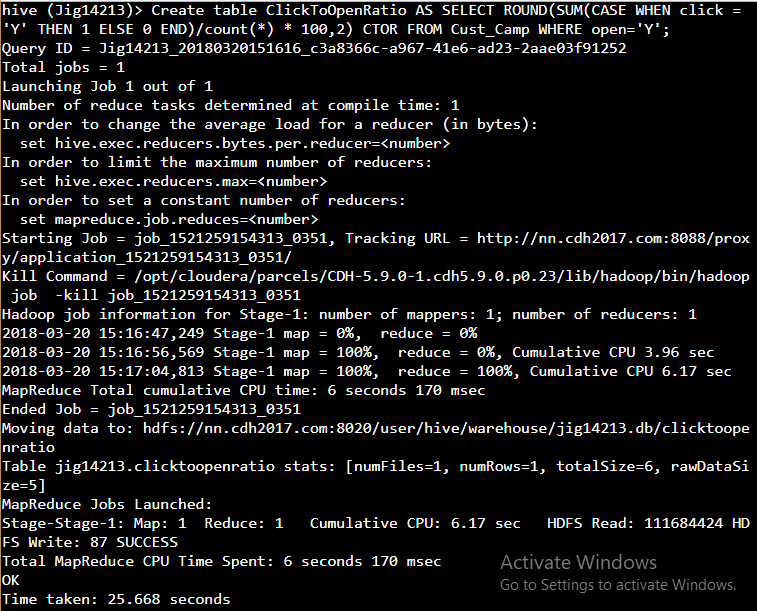 hive (Jig14213)> Create table ClickToOpenRatio AS SELECT ROUND(SUM(CASE WHEN click =
'Y' THEN 1 ELSE 0 END)/count(*) * 100,2) CTOR FROM Cust_Camp WHERE open='Y';
Query ID = Jig14213_20180320151616_c3a8366c-a967-41e6-ad23-2aae03f91252
Total jobs = 1
Launching Job 1 out of 1
Number of reduce tasks determined at compile time: 1
In order to change the average load for a reducer (in bytes):
  set hive.exec.reducers.bytes.per.reducer=<number>
In order to limit the maximum number of reducers:
  set hive.exec.reducers.max=<number>
In order to set a constant number of reducers:
  set mapreduce.job.reduces=<number>
Starting Job = job_1521259154313_0351, Tracking URL = http://nn.cdh2017.com:8088/prox
y/application_1521259154313_0351/
Kill Command = /opt/cloudera/parcels/CDH-5.9.0-1.cdh5.9.0.p0.23/lib/hadoop/bin/hadoop
 job  -kill job_1521259154313_0351
Hadoop job information for Stage-1: number of mappers: 1; number of reducers: 1
2018-03-20 15:16:47,249 Stage-1 map = 0%,  reduce = 0%
2018-03-20 15:16:56,569 Stage-1 map = 100%,  reduce = 0%, Cumulative CPU 3.96 sec
2018-03-20 15:17:04,813 Stage-1 map = 100%,  reduce = 100%, Cumulative CPU 6.17 sec
MapReduce Total cumulative CPU time: 6 seconds 170 msec
Ended Job = job_1521259154313_0351
Moving data to: hdfs://nn.cdh2017.com:8020/user/hive/warehouse/jig14213.db/clicktoope
nratio
Table jig14213.clicktoopenratio stats: [numFiles=1, numRows=1, totalSize=6, rawDataSi
ze=5]
MapReduce Jobs Launched:
Stage-Stage-1: Map: 1  Reduce: 1   Cumulative CPU: 6.17 sec   HDFS Read: 111684424 HD
FS Write: 87 SUCCESS
Total MapReduce CPU Time Spent: 6 seconds 170 msec
OK
Time taken: 25.668 seconds
Activate Windows
Go to Settings to activate Windows.